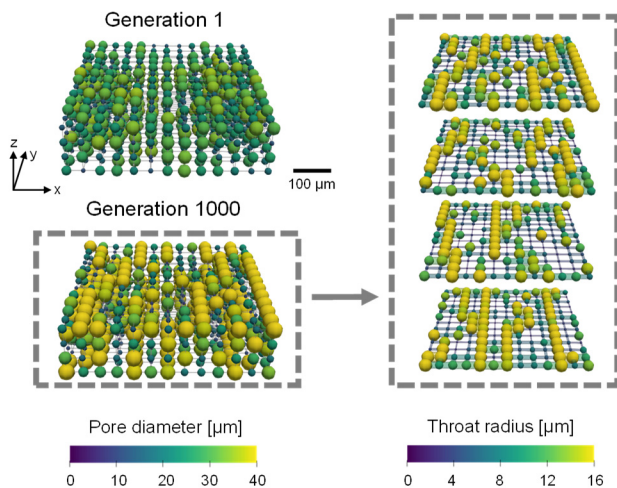 Generation 1
z
y
x
100 µm
Generation 1000
Pore diameter [µm]
0 10 20 30 40
Throat radius [µm]
0 4 8 12 16